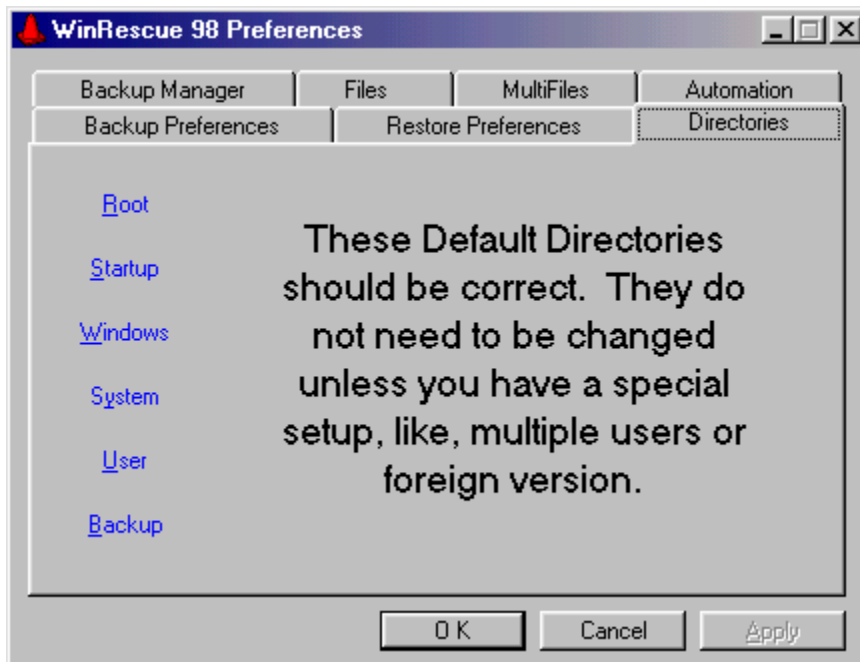 WinRescue 98 Preferences
Backup Manager Files MultiFiles Automation
Backup Preferences Restore Preferences Directories
Root
Startup
Windows
System
User
Backup
These Default Directories
should be correct. They do
not need to be changed
unless you have a special
setup, like, multiple users or
foreign version.
OK Cancel Apply